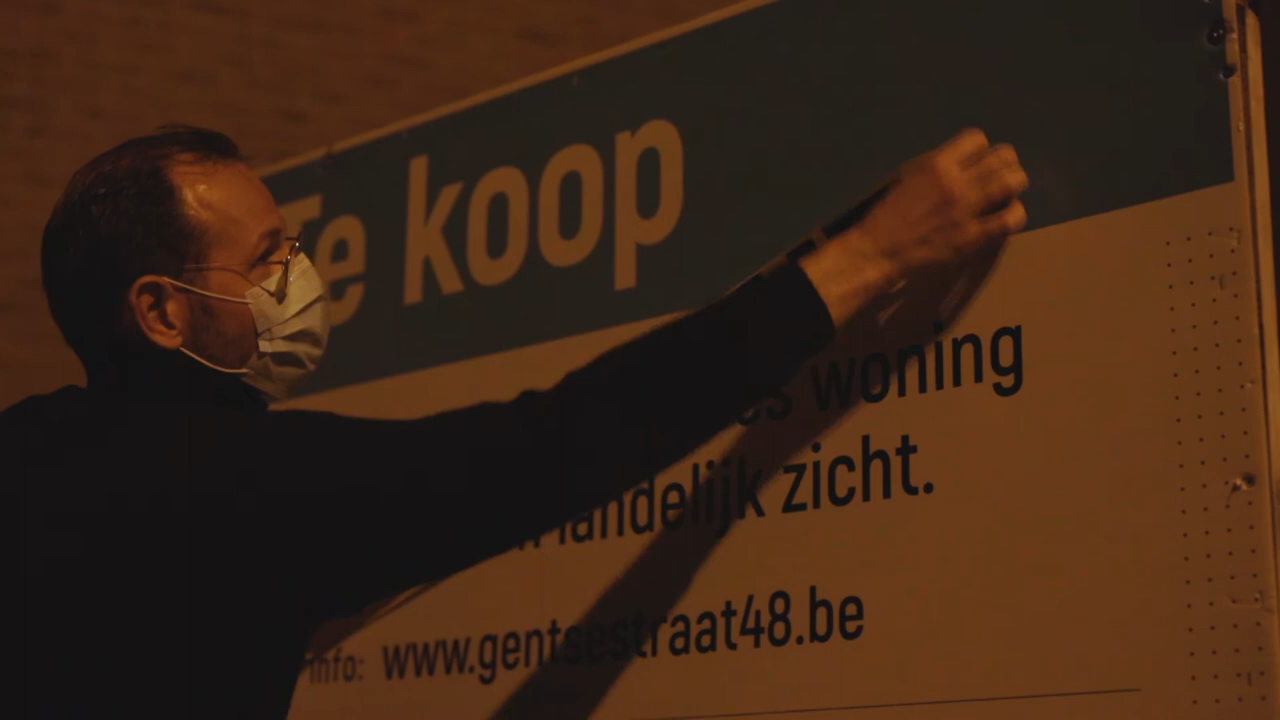 Te koop
woning
landelijk zicht.
info: www.gentsestraat48.be